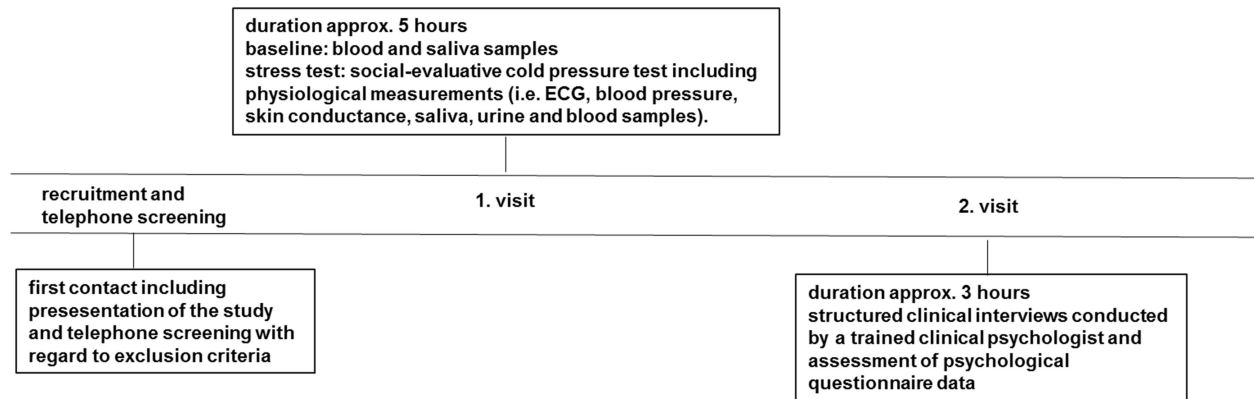 duration approx. 5 hours
baseline: blood and saliva samples
stress test: social-evaluative cold pressure test including
physiological measurements (i.e. ECG, blood pressure,
skin conductance, saliva, urine and blood samples).
recruitment and
telephone screening
1. visit
2. visit
first contact including
presesentation of the study
and telephone screening with
regard to exclusion criteria
duration approx. 3 hours
structured clinical interviews conducted
by a trained clinical psychologist and
assessment of psychological
questionnaire data